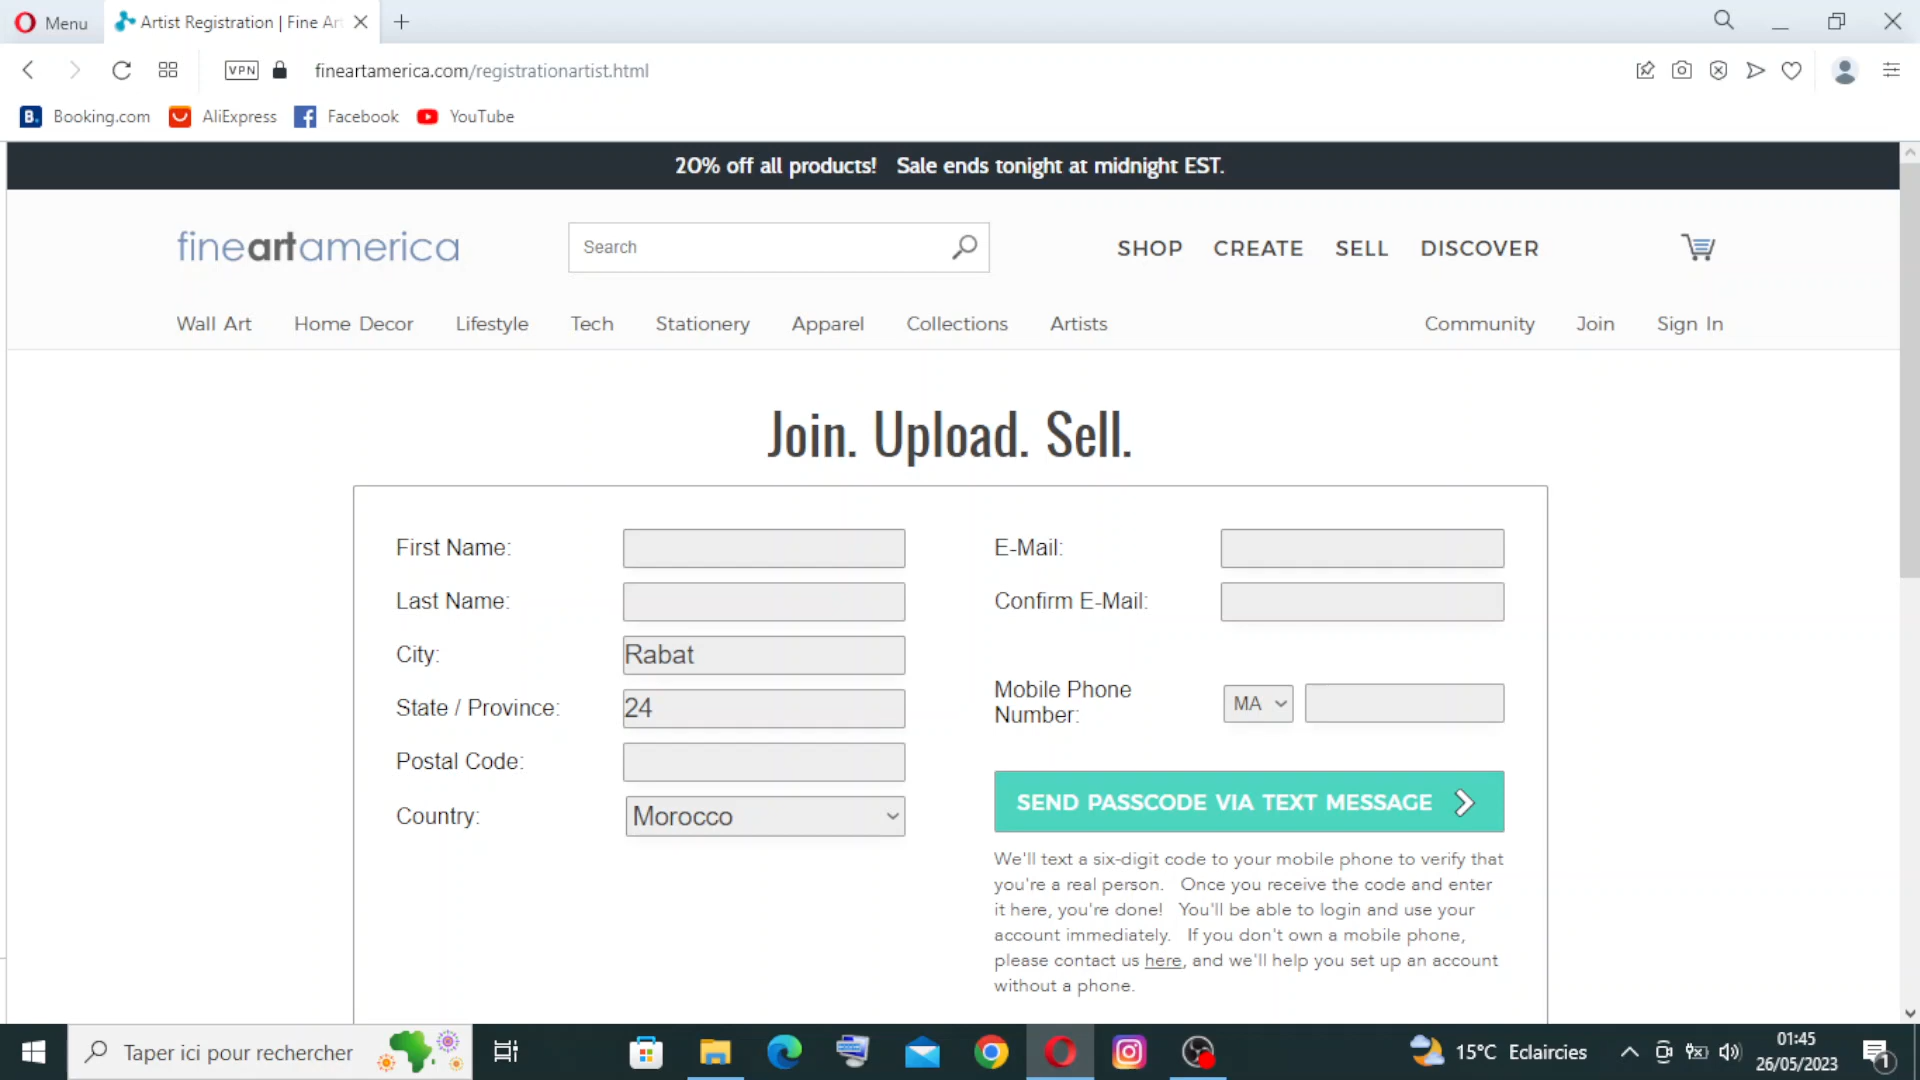 Menu
Artist Registration | Fine Art
VPN
fineartamerica.com/registrationartist.html
B. Booking.com AliExpress Facebook YouTube
20% off all products! Sale ends tonight at midnight EST.
fineartamerica
Search
SHOP CREATE SELL DISCOVER
Wall Art Home Decor Lifestyle Tech Stationery Apparel Collections Artists Community Join Sign In
Join. Upload. Sell.
First Name:
E-Mail:
Last Name:
Confirm E-Mail:
City: Rabat
Mobile Phone
Number: MA
State / Province: 24
Postal Code:
Country: Morocco
SEND PASSCODE VIA TEXT MESSAGE
We'll text a six-digit code to your mobile phone to verify that
you're a real person. Once you receive the code and enter
it here, you're done! You'll be able to login and use your
account immediately. If you don't own a mobile phone,
please contact us here, and we'll help you set up an account
without a phone.
Taper ici pour rechercher
15°C Eclaircies
01:45
26/05/2023
1